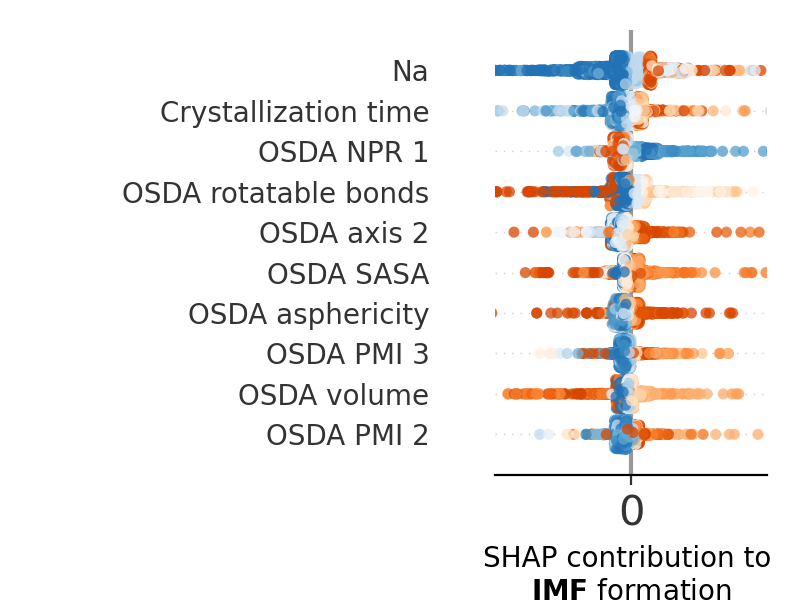 Na
Crystallization time
OSDA NPR 1
OSDA rotatable bonds
OSDA axis 2
OSDA SASA
OSDA asphericity
OSDA PMI 3
OSDA volume
OSDA PMI 2
0
SHAP contribution to
IMF formation